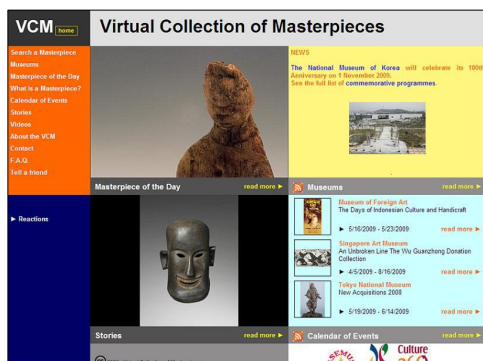 VCM home
Virtual Collection of Masterpieces
Search a Masterpiece
Museums
Masterpiece of the Day
What is a Masterpiece?
Calendar of Events
Stories
Videos
About the VCM
Contact
F.A.Q.
Tell a friend
► Reactions
Masterpiece of the Day read more ►
Stories read more ►
NEWS
The National Museum of Korea will celebrate its 100th
Anniversary on 1 November 2009.
See the full list of commemorative programmes.
Museums read more ►
Museum of Foreign Art
The Days of Indonesian Culture and Handicraft
► 5/16/2009 - 5/23/2009 read more ►
Singapore Art Museum
An Unbroken Line The Wu Guanzhong Donation
Collection
► 4/5/2009 - 8/16/2009 read more ►
Tokyo National Museum
New Acquisitions 2008
► 5/19/2009 - 6/14/2009 read more ►
Calendar of Events read more ►
Culture